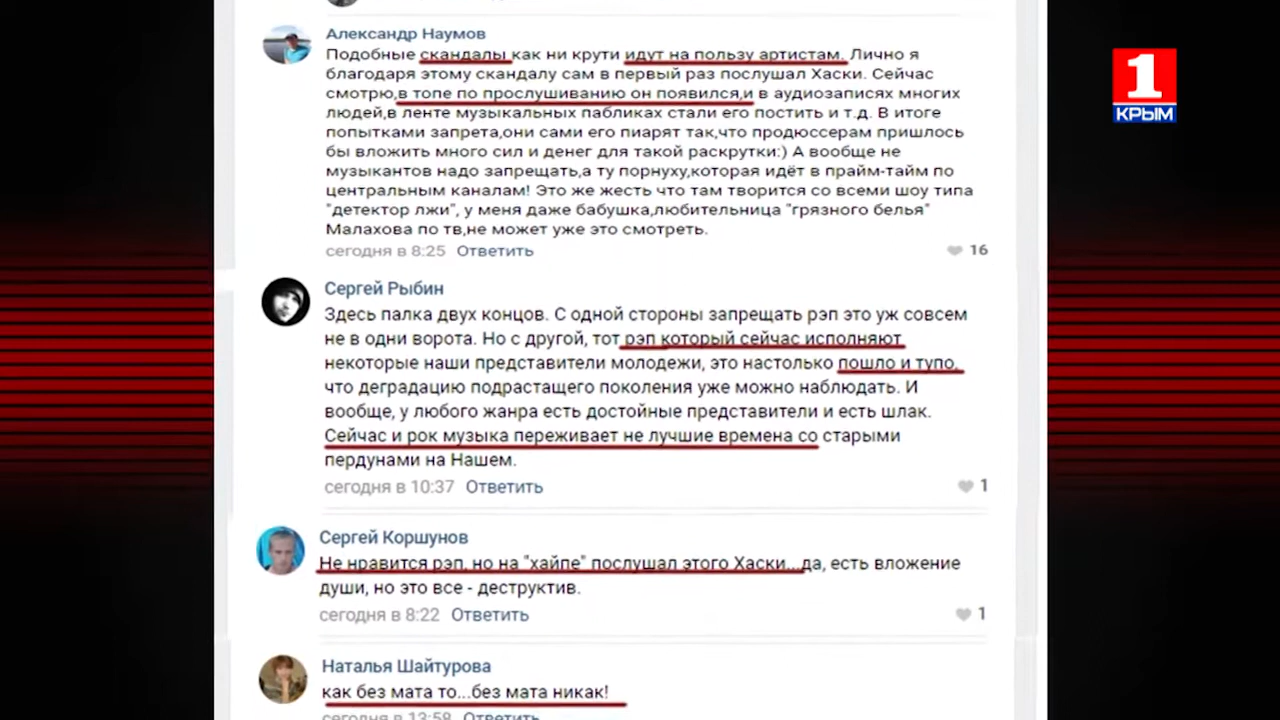 Александр Наумов
Подобные скандалы как ни крути идут на пользу артистам. Лично я
благодаря этому скандалу сам в первый раз послушал Хаски. Сейчас
смотрю,в топе по прослушиванию он появился,и в аудиозаписях многих
людей,в ленте музыкальных пабликах стали его постить и т.д. В итоге
попытками запрета,они сами его пиарят так,что продюссерам пришлось
бы вложить много сил и денег для такой раскрутки:) А вообще не
музыкантов надо запрещать,а ту порнуху,которая идёт в прайм-тайм по
центральным каналам! Это же жесть что там творится со всеми шоу типа
"детектор лжи", у меня даже бабушка,любительница "грязного белья"
Малахова по тв,не может уже это смотреть.
сегодня в 8:25 Ответить 16
Сергей Рыбин
Здесь палка двух концов. С одной стороны запрещать рэп это уж совсем
не в одни ворота. Но с другой, тот рэп который сейчас исполняют
некоторые наши представители молодежи, это настолько пошло и тупо,
что деградацию подрастащего поколения уже можно наблюдать. И
вообще, у любого жанра есть достойные представители и есть шлак.
Сейчас и рок музыка переживает не лучшие времена со старыми
пердунами на Нашем.
сегодня в 10:37 Ответить 1
Сергей Коршунов
Не нравится рэп, но на "хайпе" послушал этого Хаски...да, есть вложение
души, но это все - деструктив.
сегодня в 8:22 Ответить 1
Наталья Шайтурова
как без мата то...без мата никак!
сегодня в 13:58 Ответить
1
КРЫМ